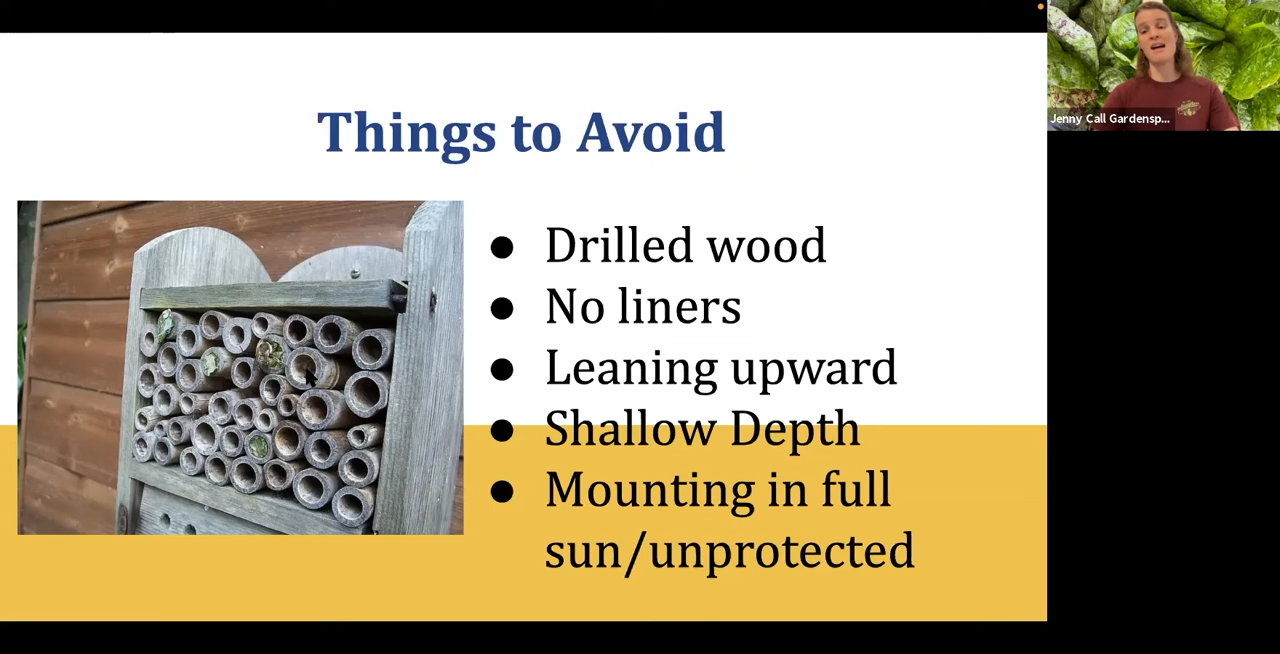 Things to Avoid
● Drilled wood
● No liners
● Leaning upward
● Shallow Depth
● Mounting in full
sun/unprotected
Jenny Call Gardensp...